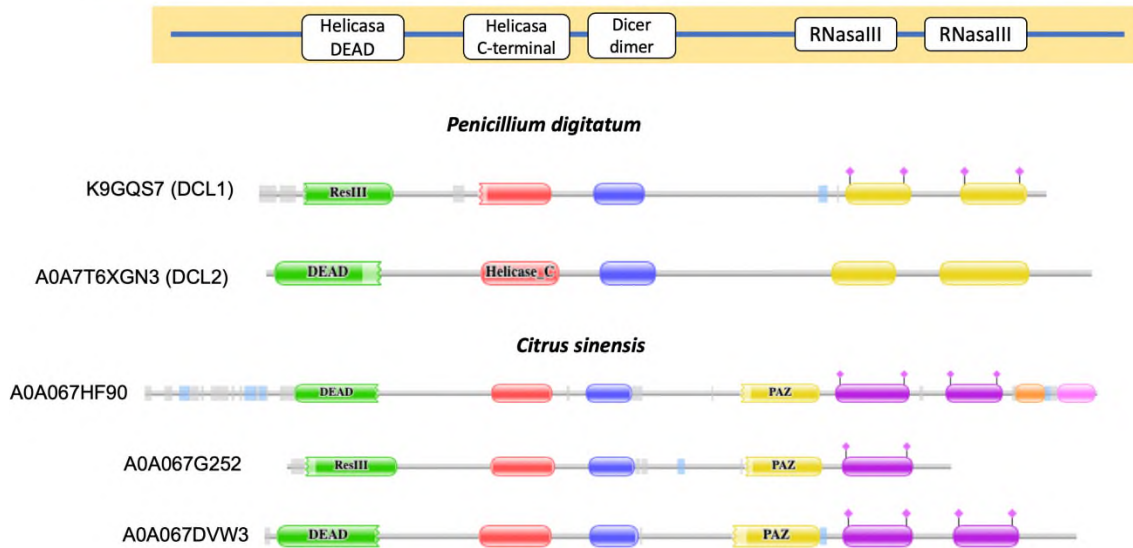 Helicasa
DEAD
Helicasa
C-terminal
Dicer
dimer
RNasaIII
RNasaIII
Penicillium digitatum
K9GQS7 (DCL1)
ResIII
A0A7T6XGN3 (DCL2)
DEAD
Helicase_C
Citrus sinensis
A0A067HF90
DEAD
PAZ
A0A067G252
ResIII
PAZ
A0A067DVW3
DEAD
PAZ